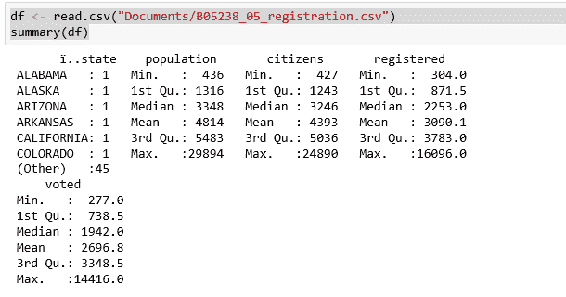 df <- read.csv("Documents/B05238_05_registration.csv")
summary(df)
ï..state population citizens registered
ALABAMA : 1 Min. : 436 Min. : 427 Min. : 304.0
ALASKA : 1 1st Qu.: 1316 1st Qu.: 1243 1st Qu.: 871.5
ARIZONA : 1 Median : 3348 Median : 3246 Median : 2253.0
ARKANSAS : 1 Mean : 4814 Mean : 4393 Mean : 3090.1
CALIFORNIA: 1 3rd Qu.: 5483 3rd Qu.: 5036 3rd Qu.: 3783.0
COLORADO : 1 Max. :29894 Max. :24890 Max. :16096.0
(Other) :45
voted
Min. : 277.0
1st Qu.: 738.5
Median : 1942.0
Mean : 2696.8
3rd Qu.: 3348.5
Max. :14416.0